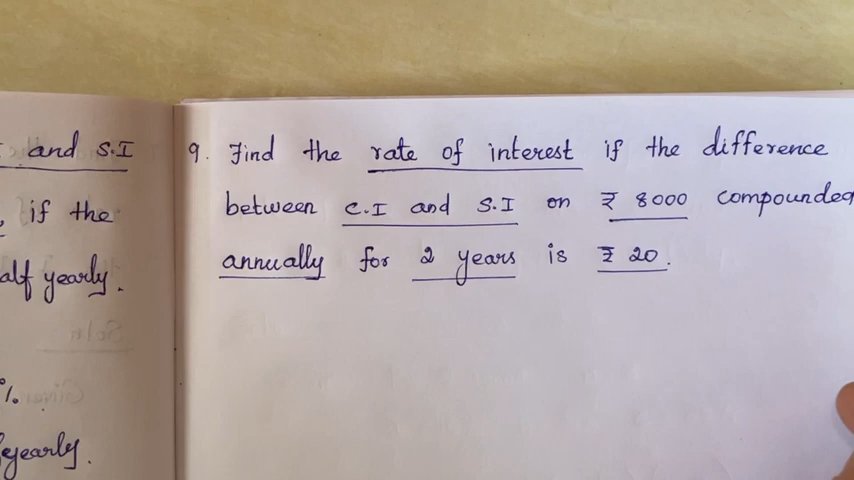 and S.I
if the
half yearly.
%.
yearly.
9. Find the rate of interest if the difference
between C.I and S.I on ₹ 8000 compounded
annually for 2 years is ₹ 20.